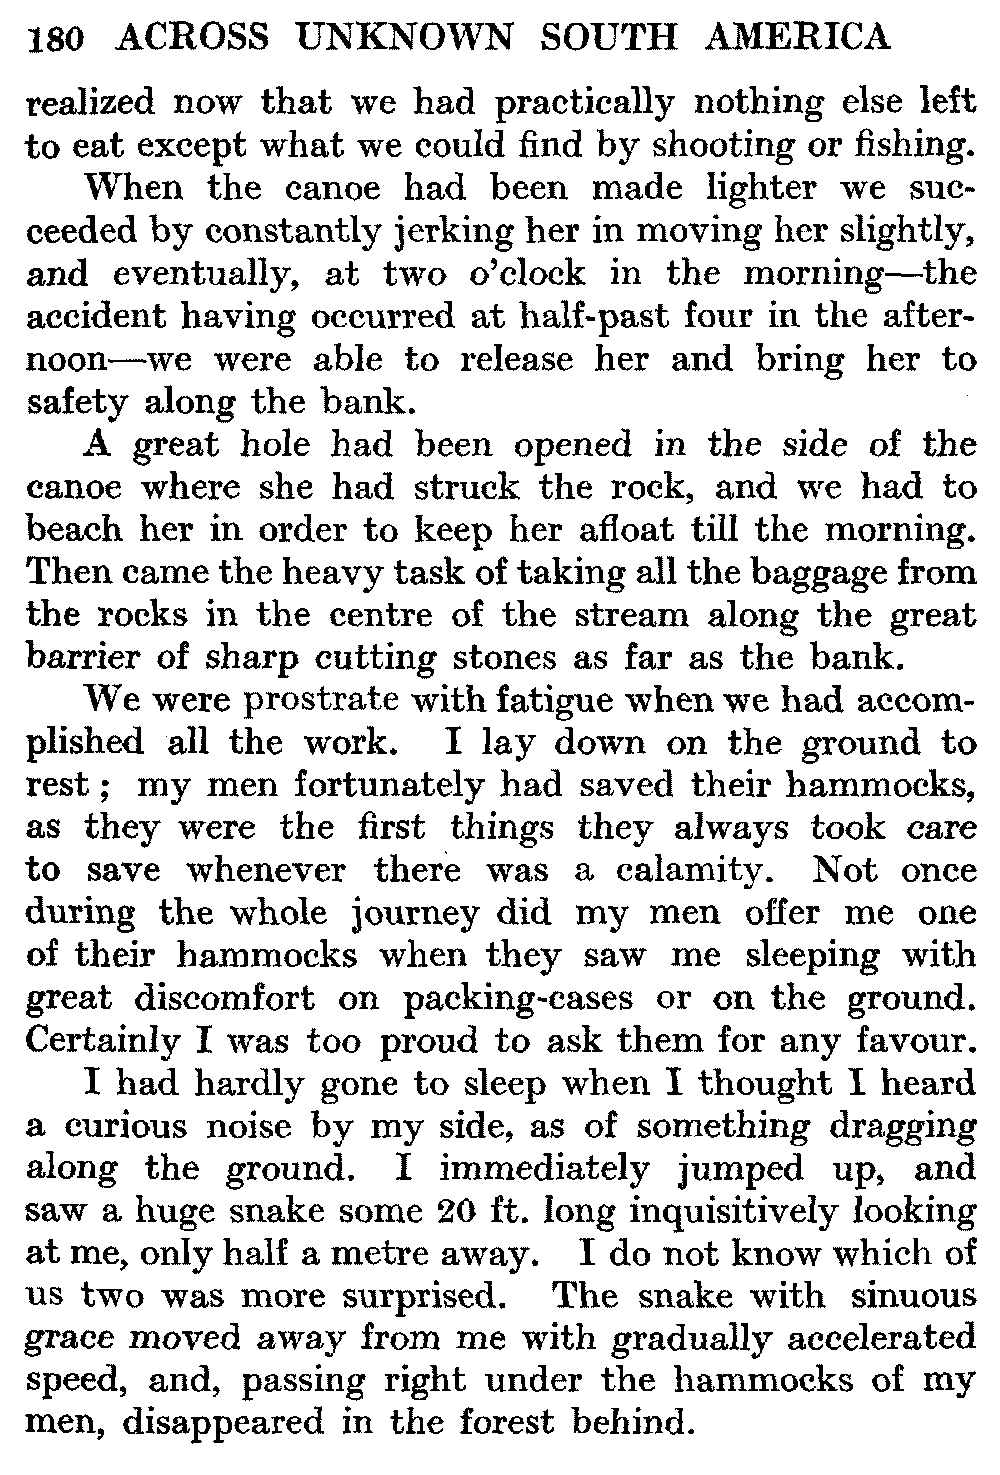 180 ACROSS UNKNOWN SOUTH AMERICA
realized now that we had practically nothing else left
to eat except what we could find by shooting or fishing.
When the canoe had been made lighter we suc-
ceeded by constantly jerking her in moving her slightly,
and eventually, at two o'clock in the morning—the
accident having occurred at half-past four in the after-
noon—we were able to release her and bring her to
safety along the bank.
A great hole had been opened in the side of the
canoe where she had struck the rock, and we had to
beach her in order to keep her afloat till the morning.
Then came the heavy task of taking all the baggage from
the rocks in the centre of the stream along the great
barrier of sharp cutting stones as far as the bank.
We were prostrate with fatigue when we had accom-
plished all the work. I lay down on the ground to
rest ; my men fortunately had saved their hammocks,
as they were the first things they always took care
to save whenever there was a calamity. Not once
during the whole journey did my men offer me one
of their hammocks when they saw me sleeping with
great discomfort on packing-cases or on the ground.
Certainly I was too proud to ask them for any favour.
I had hardly gone to sleep when I thought I heard
a curious noise by my side, as of something dragging
along the ground. I immediately jumped up, and
saw a huge snake some 20 ft. long inquisitively looking
at me, only half a metre away. I do not know which of
us two was more surprised. The snake with sinuous
grace moved away from me with gradually accelerated
speed, and, passing right under the hammocks of my
men, disappeared in the forest behind.